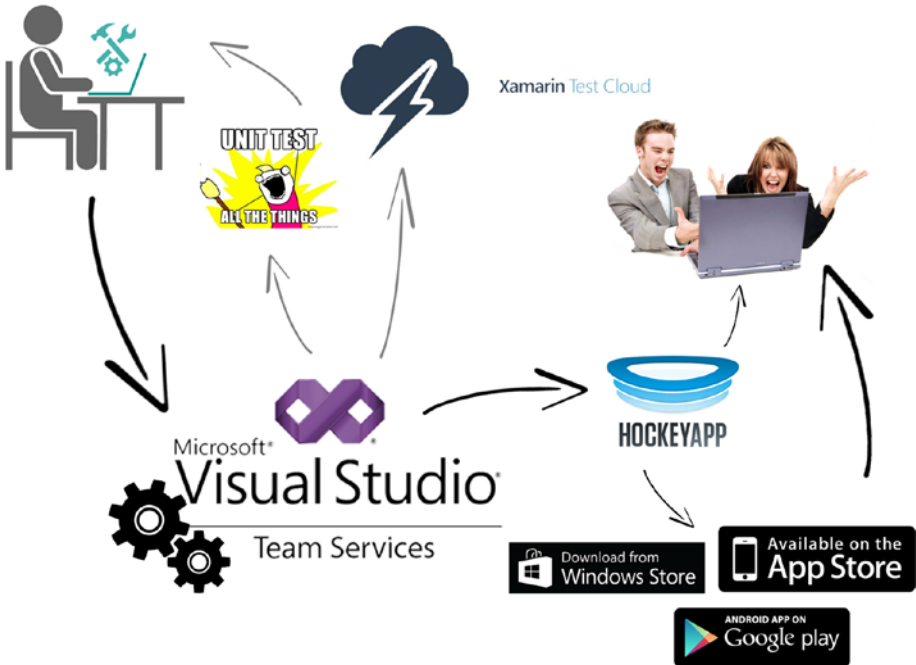 Xamarin Test Cloud
UNIT TEST
ALL THE THINGS
Microsoft®
Visual Studio®
Team Services
HOCKEYAPP
Download from
Windows Store
Available on the
App Store
ANDROID APP ON
Google play